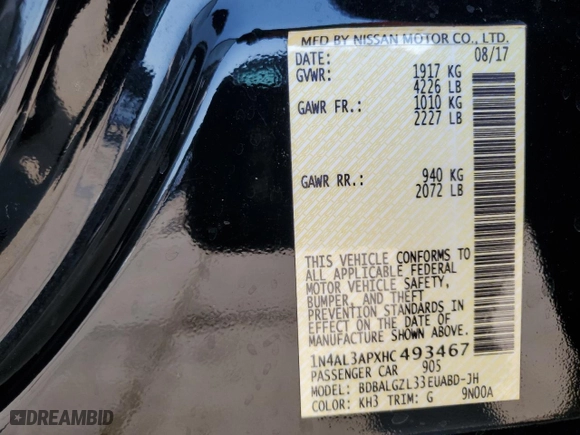 MFD BY NISSAN MOTOR CO., LTD.
DATE: 08/17
GVWR: 1917 KG
4226 LB
GAWR FR.: 1010 KG
2227 LB
GAWR RR.: 940 KG
2072 LB
THIS VEHICLE CONFORMS TO
ALL APPLICABLE FEDERAL
MOTOR VEHICLE SAFETY,
BUMPER, AND THEFT
PREVENTION STANDARDS IN
EFFECT ON THE DATE OF
MANUFACTURE SHOWN ABOVE.
1N4AL3APXHC493467
PASSENGER CAR 905
MODEL: BDBALGZL33EUABD-JH
COLOR: KH3 TRIM: G 9N00A
DREAMBID